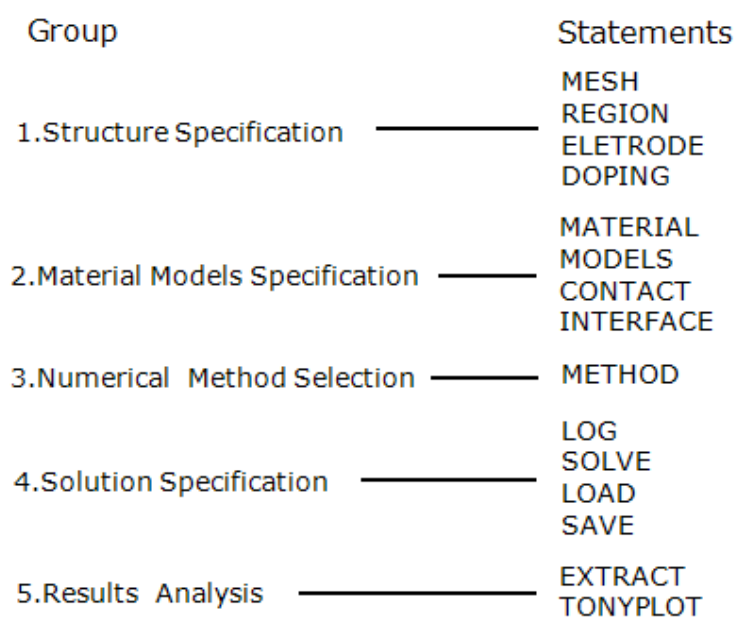 Group
Statements
1.Structure Specification
MESH
REGION
ELETRODE
DOPING
2.Material Models Specification
MATERIAL
MODELS
CONTACT
INTERFACE
3.Numerical Method Selection
METHOD
4.Solution Specification
LOG
SOLVE
LOAD
SAVE
5.Results Analysis
EXTRACT
TONYPLOT